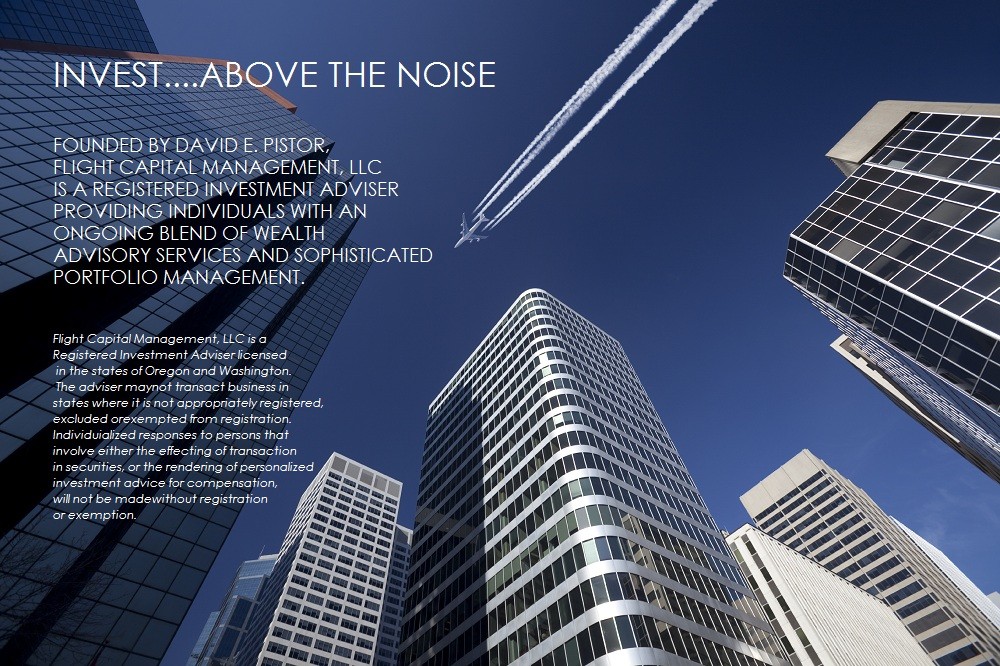 INVEST....ABOVE THE NOISE
FOUNDED BY DAVID E. PISTOR,
FLIGHT CAPITAL MANAGEMENT, LLC
IS A REGISTERED INVESTMENT ADVISER
PROVIDING INDIVIDUALS WITH AN
ONGOING BLEND OF WEALTH
ADVISORY SERVICES AND SOPHISTICATED
PORTFOLIO MANAGEMENT.
Flight Capital Management, LLC is a
Registered Investment Adviser licensed
in the states of Oregon and Washington.
The adviser maynot transact business in
states where it is not appropriately registered,
excluded orexempted from registration.
Individuialized responses to persons that
involve either the effecting of transaction
in securities, or the rendering of personalized
investment advice for compensation,
will not be madewithout registration
or exemption.